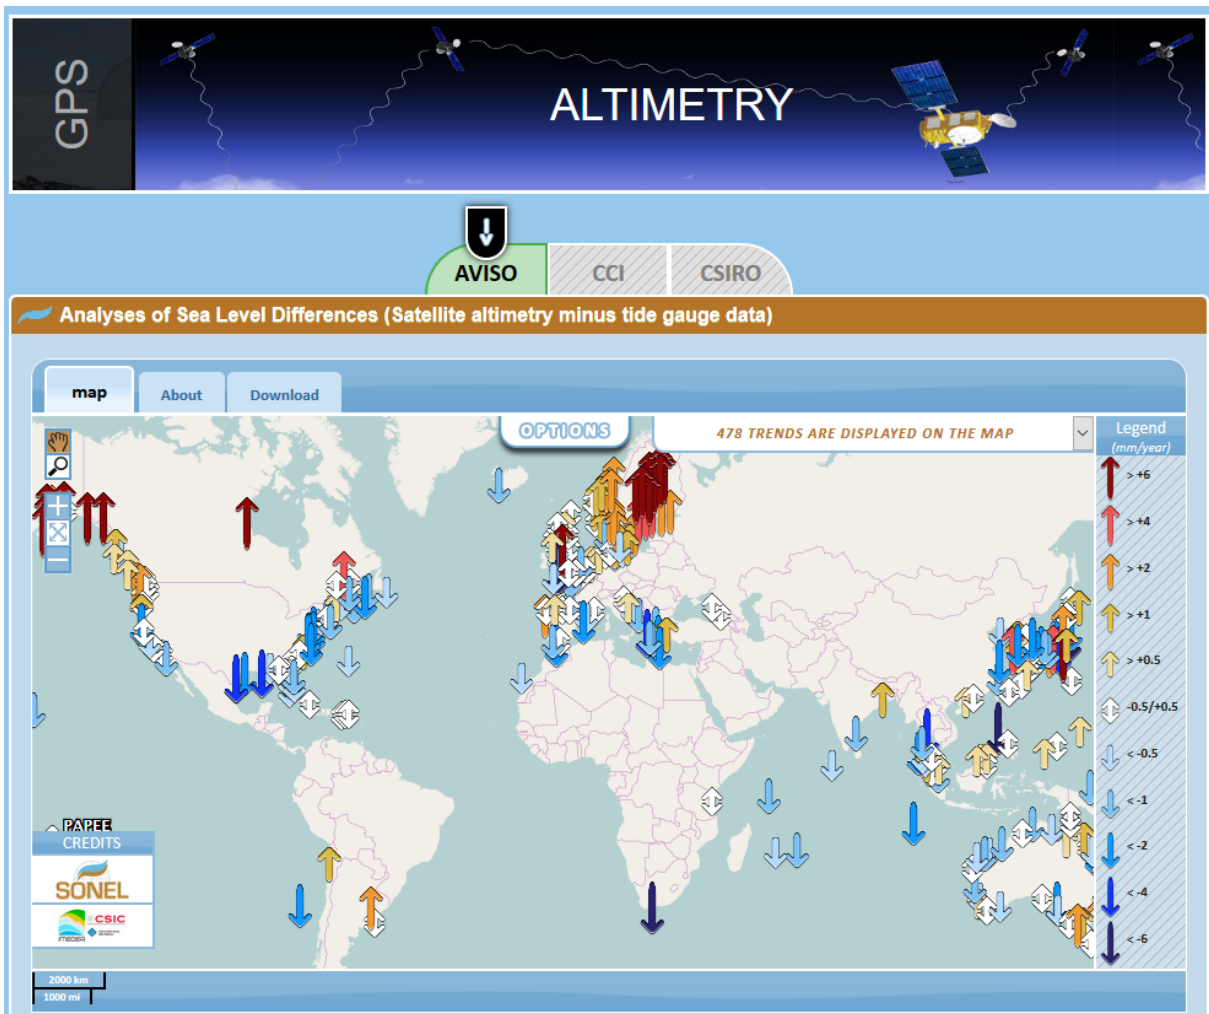 GPS
ALTIMETRY
AVISO
CCI
CSIRO
Analyses of Sea Level Differences (Satellite altimetry minus tide gauge data)
map
About
Download
OPTIONS
478 TRENDS ARE DISPLAYED ON THE MAP
Legend
(mm/year)
> +6
> +4
> +2
> +1
> +0.5
-0.5/+0.5
< -0.5
< -1
< -2
< -4
< -6
PAPEE
CREDITS
SONEL
CSIC
IMEDEA
2000 km
1000 mi